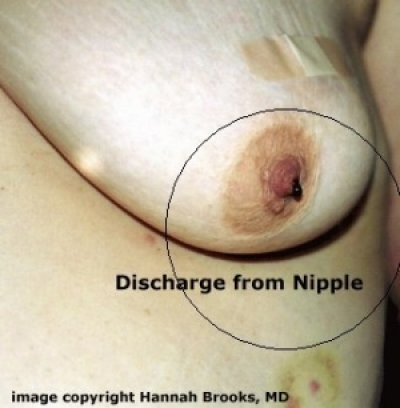 Discharge from Nipple
image copyright Hannah Brooks, MD